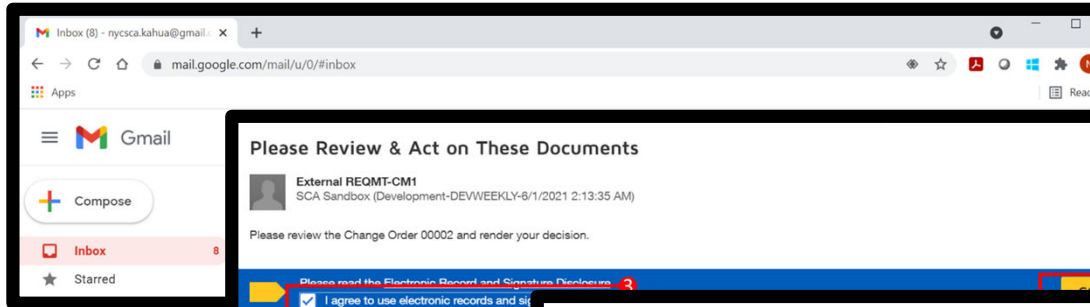 Inbox (8) - nycsca.kahua@gmail.c
mail.google.com/mail/u/0/#inbox
Apps
Read
Gmail
Compose
Inbox 8
Starred
Please Review & Act on These Documents
External REQMT-CM1
SCA Sandbox (Development-DEVWEEKLY-6/1/2021 2:13:35 AM)
Please review the Change Order 00002 and render your decision.
Please read the Electronic Record and Signature Disclosure. 3
I agree to use electronic records and sig